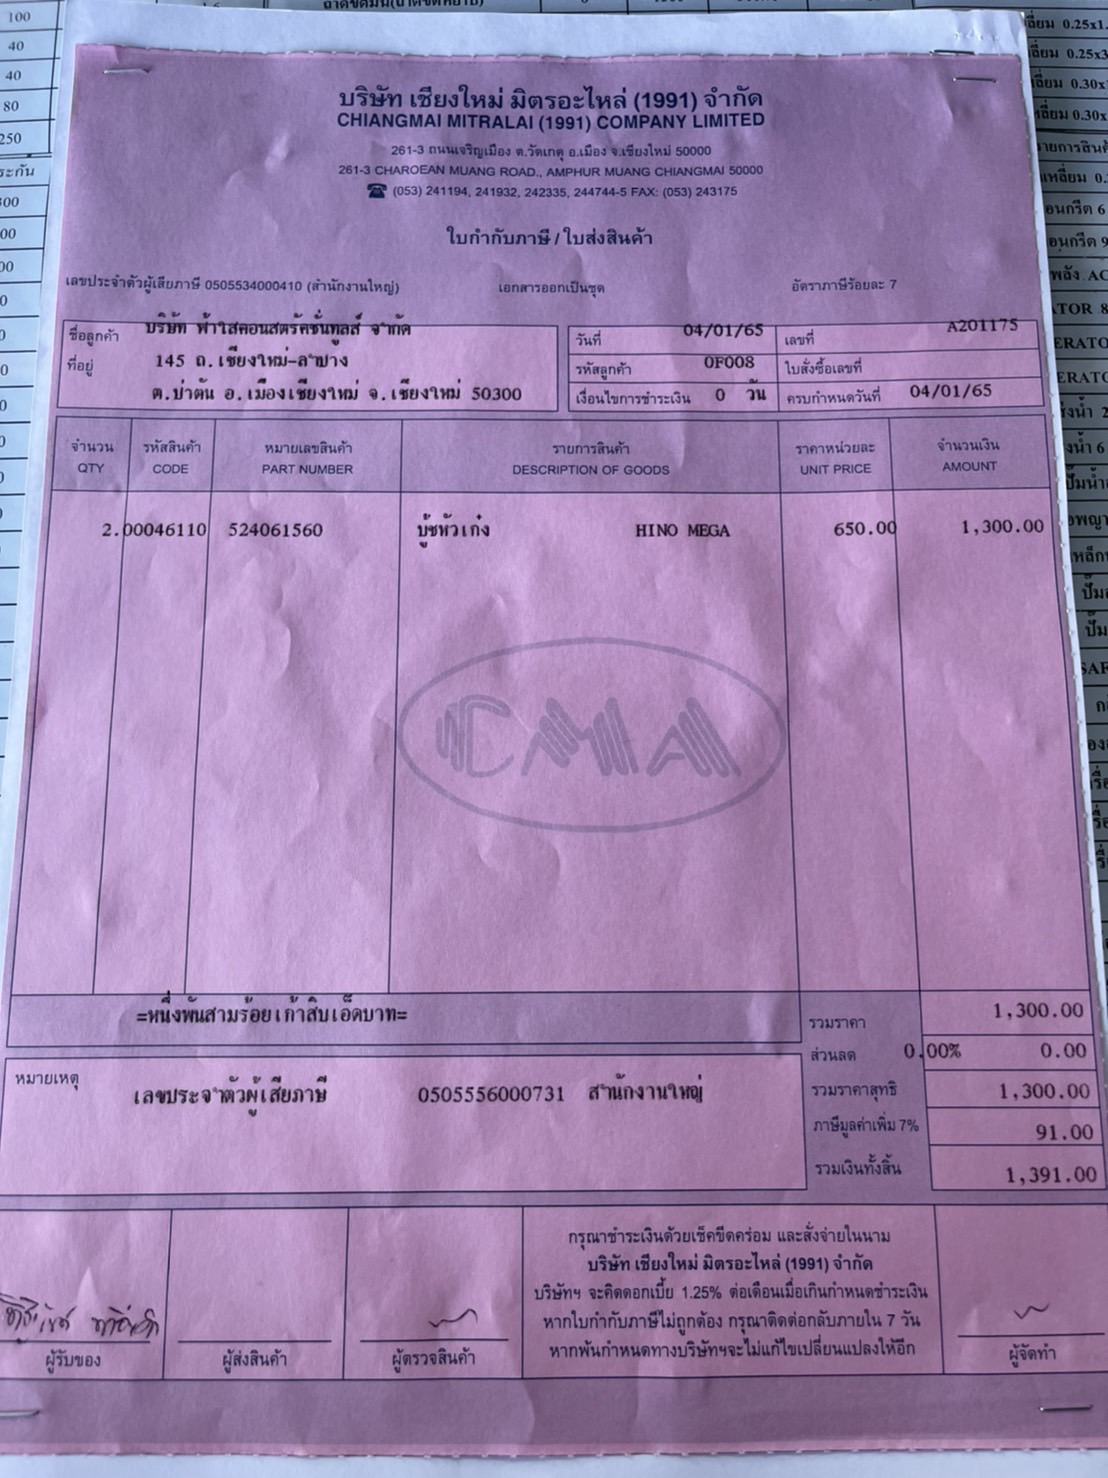 บริษัท เชียงใหม่ มิตรอะไหล่ (1991) จำกัด
CHIANGMAI MITRALAI (1991) COMPANY LIMITED
261-3 ถนนเจริญเมือง ต.วัดเกตุ อ.เมือง จ.เชียงใหม่ 50000
261-3 CHAROEAN MUANG ROAD., AMPHUR MUANG CHIANGMAI 50000
☎ (053) 241194, 241932, 242335, 244744-5 FAX: (053) 243175
ใบกำกับภาษี / ใบส่งสินค้า
เลขประจำตัวผู้เสียภาษี 0505534000410 (สำนักงานใหญ่) เอกสารออกเป็นชุด อัตราภาษีร้อยละ 7
ชื่อลูกค้า บริษัท ฟ้าใสคอนสตรัคชั่นทูลส์ จำกัด
ที่อยู่ 145 ถ.เชียงใหม่-ลำปาง
ต.ป่าตัน อ.เมืองเชียงใหม่ จ.เชียงใหม่ 50300
วันที่ 04/01/65 เลขที่ A201175
รหัสลูกค้า 0F008 ใบสั่งซื้อเลขที่
เงื่อนไขการชำระเงิน 0 วัน ครบกำหนดวันที่ 04/01/65
จำนวน รหัสสินค้า หมายเลขสินค้า รายการสินค้า ราคาหน่วยละ จำนวนเงิน
QTY CODE PART NUMBER DESCRIPTION OF GOODS UNIT PRICE AMOUNT
2.00046110 524061560 บู้ชหัวเก๋ง HINO MEGA 650.00 1,300.00
CMA
=หนึ่งพันสามร้อยเก้าสิบเอ็ดบาท=
รวมราคา 1,300.00
ส่วนลด 0.00% 0.00
รวมราคาสุทธิ 1,300.00
ภาษีมูลค่าเพิ่ม 7% 91.00
รวมเงินทั้งสิ้น 1,391.00
หมายเหตุ เลขประจำตัวผู้เสียภาษี 0505556000731 สำนักงานใหญ่
กรุณาชำระเงินด้วยเช็คขีดคร่อม และสั่งจ่ายในนาม
บริษัท เชียงใหม่ มิตรอะไหล่ (1991) จำกัด
บริษัทฯ จะคิดดอกเบี้ย 1.25% ต่อเดือนเมื่อเกินกำหนดชำระเงิน
หากใบกำกับภาษีไม่ถูกต้อง กรุณาติดต่อกลับภายใน 7 วัน
หากพ้นกำหนดทางบริษัทฯจะไม่แก้ไขเปลี่ยนแปลงให้อีก
ผู้รับของ ผู้ส่งสินค้า ผู้ตรวจสินค้า ผู้จัดทำ